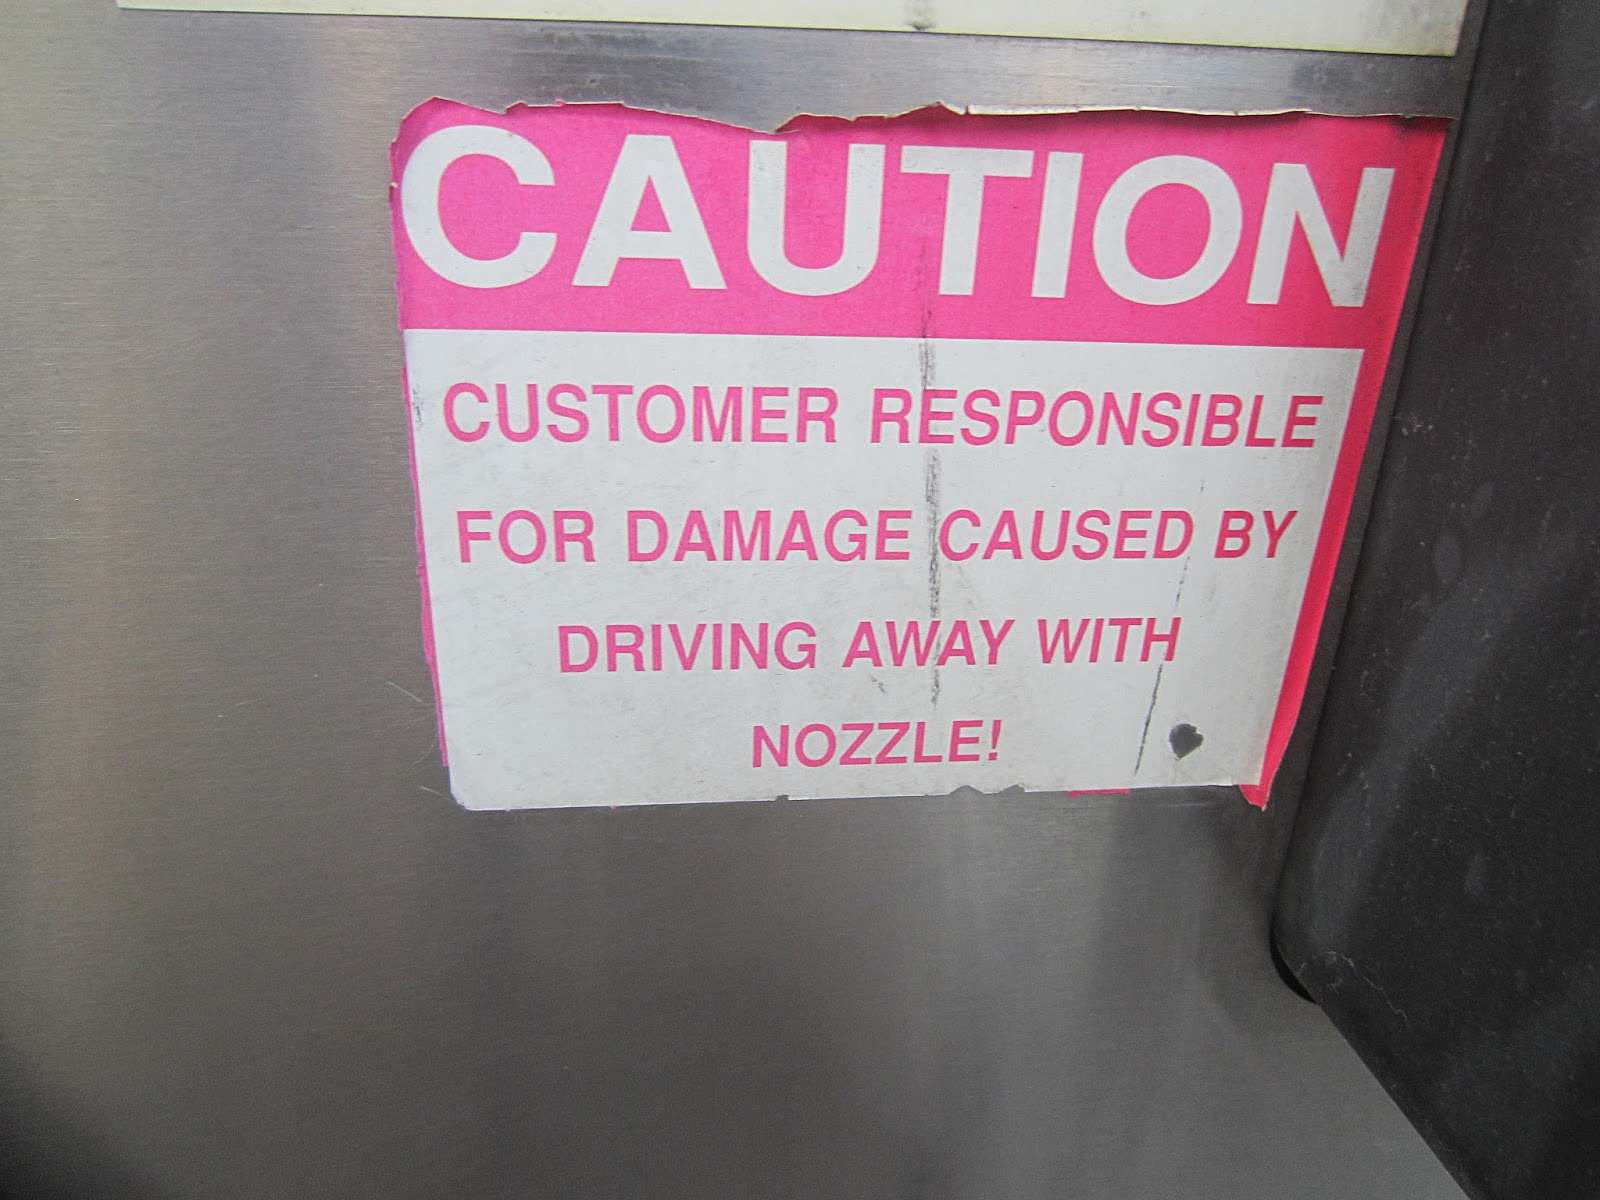 CAUTION
CUSTOMER RESPONSIBLE
FOR DAMAGE CAUSED BY
DRIVING AWAY WITH
NOZZLE!